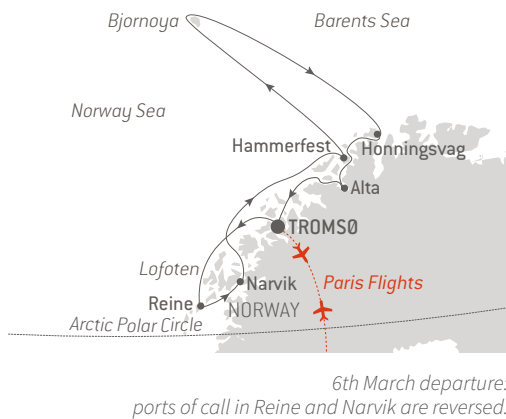 Bjornoya
Barents Sea
Norway Sea
Hammerfest
Honningsvag
Alta
TROMSØ
Lofoten
Narvik
Paris Flights
Reine
NORWAY
Arctic Polar Circle
6th March departure:
ports of call in Reine and Narvik are reversed.